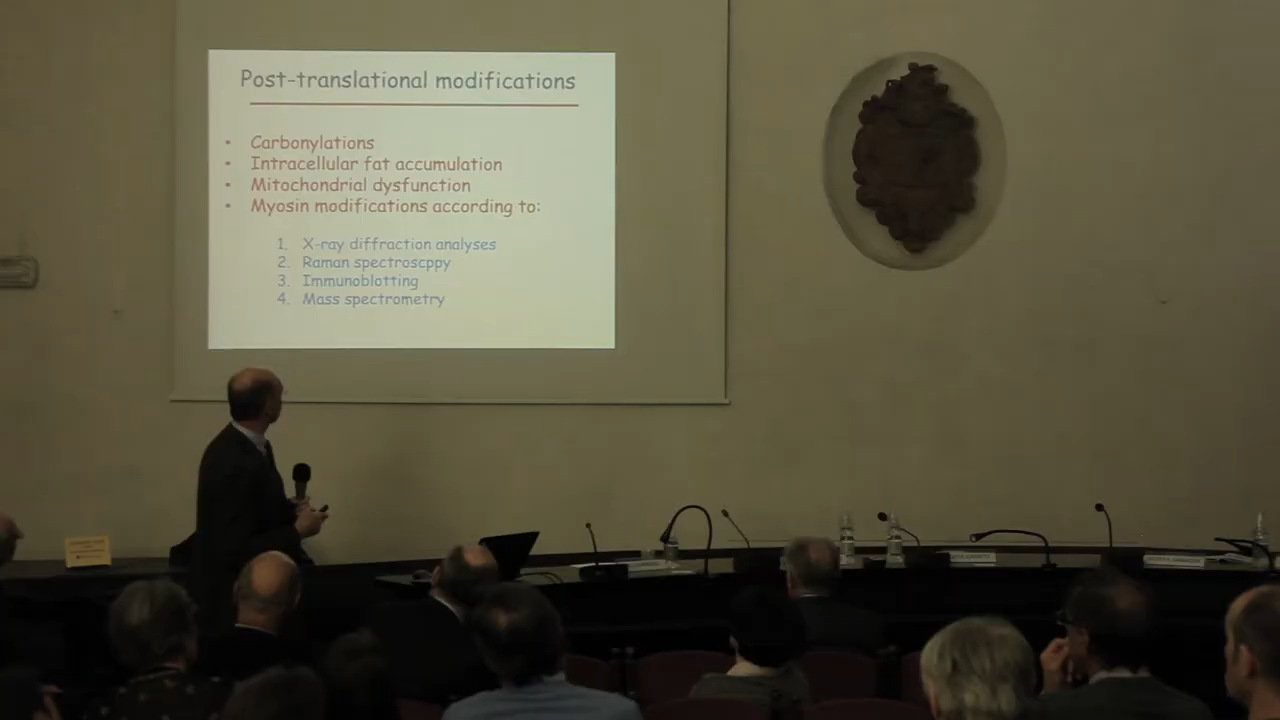 Post-translational modifications
• Carbonylations
• Intracellular fat accumulation
• Mitochondrial dysfunction
• Myosin modifications according to:
1. X-ray diffraction analyses
2. Raman spectroscppy
3. Immunoblotting
4. Mass spectrometry